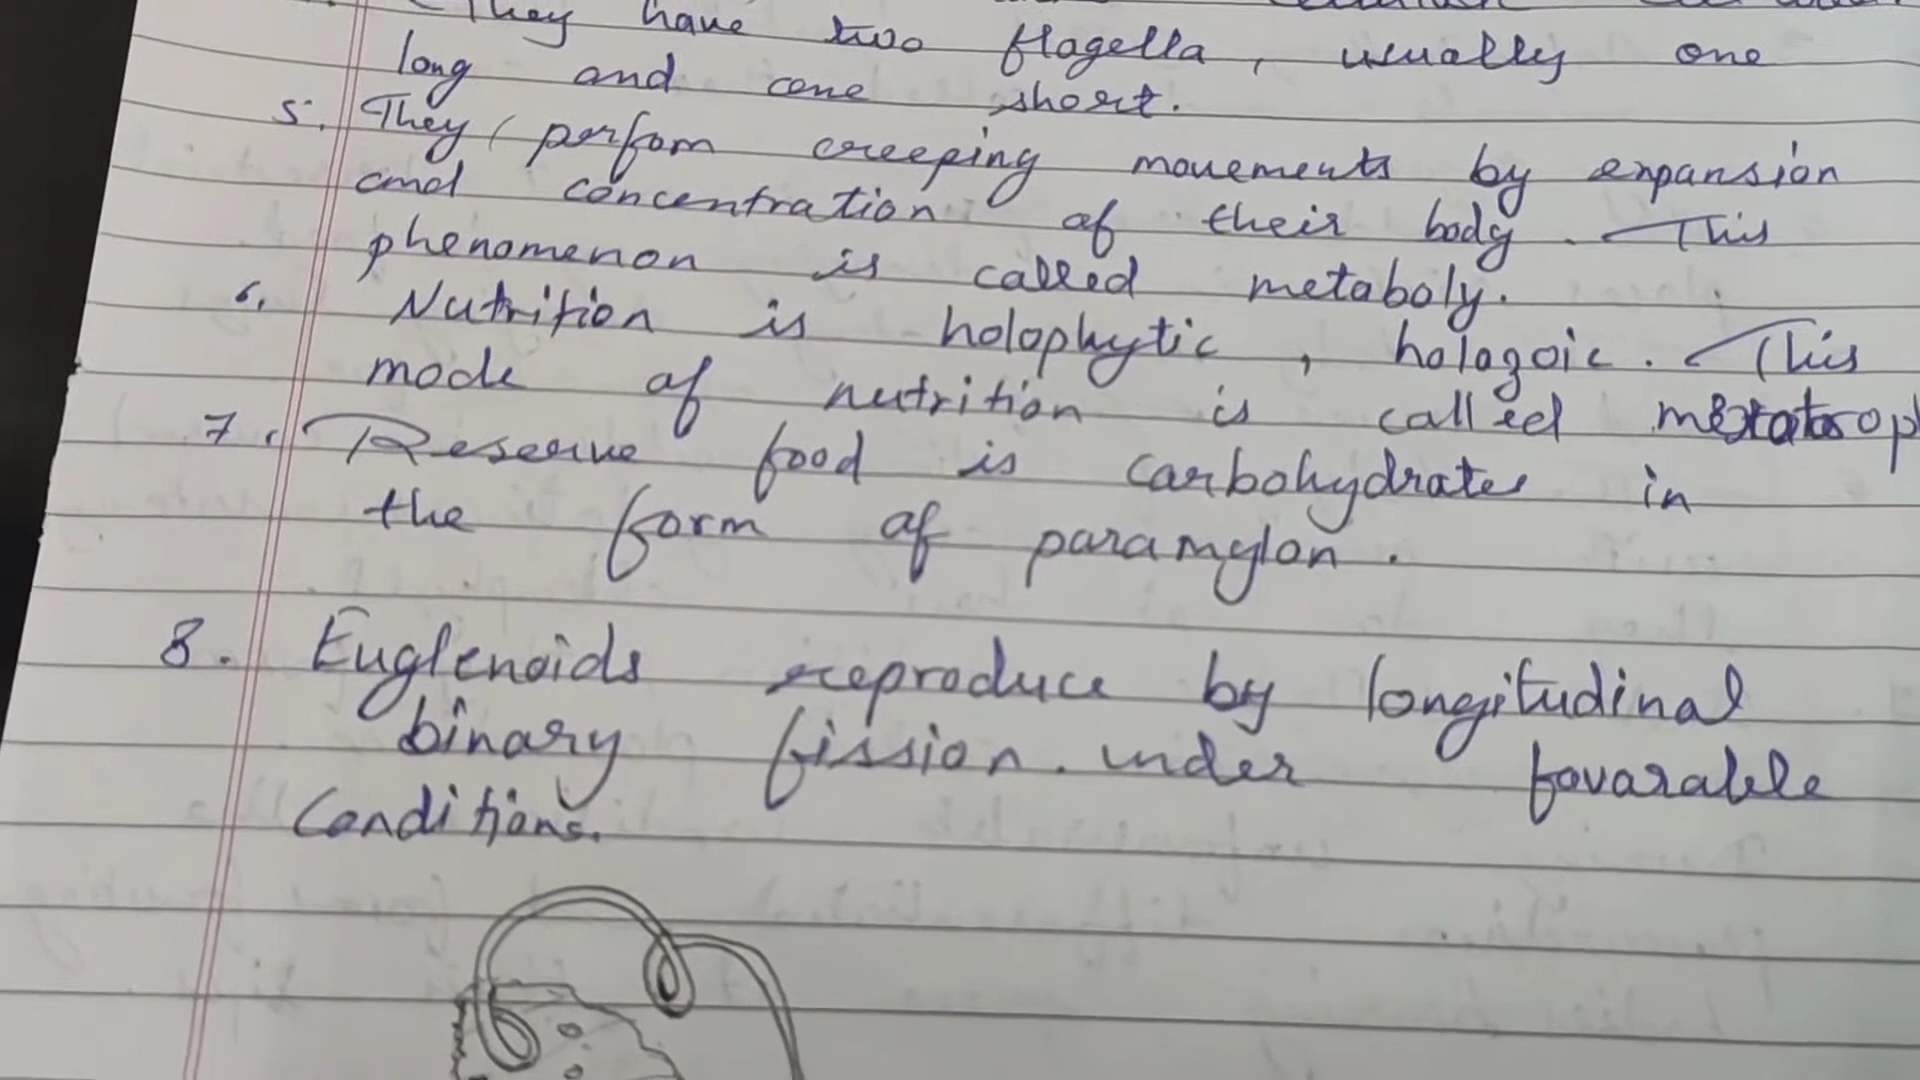 They have two flagella, usually one
long and one short.
5. They perfom creeping movements by expansion
and concentration of their body. This
phenomenon is called metaboly.
6. Nutrition is holophytic, holozoic. This
mode of nutrition is called
7. Reserve food is carbohydrates in
the form of paramylon.
8. Euglenoids reproduce by longitudinal
binary fission. under favarable
Conditions.